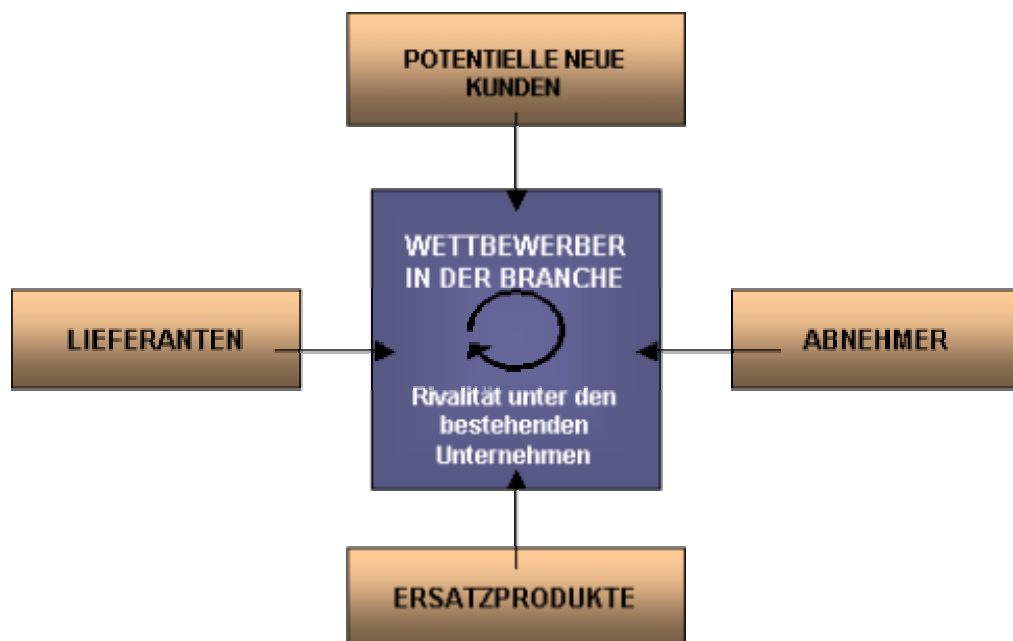 POTENTIELLE NEUE
KUNDEN
WETTBEWERBER
IN DER BRANCHE
LIEFERANTEN
ABNEHMER
Rivalität unter den
bestehenden
Unternehmen
ERSATZPRODUKTE